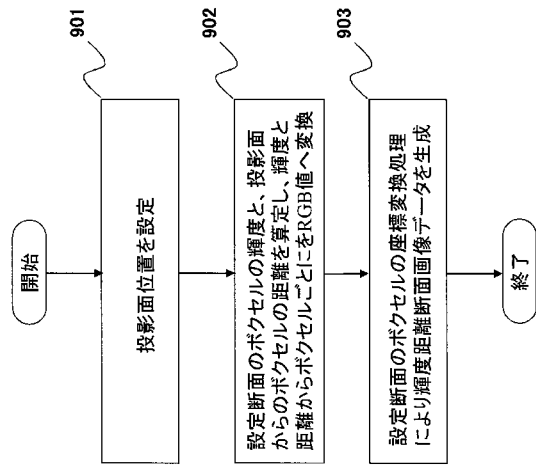 開始
901
投影面位置を設定
902
設定断面のボクセルの輝度と、投影面
からのボクセルの距離を算定し、輝度と
距離からボクセルごとにをRGB値へ変換
903
設定断面のボクセルの座標変換処理
により輝度距離断面画像データを生成
終了